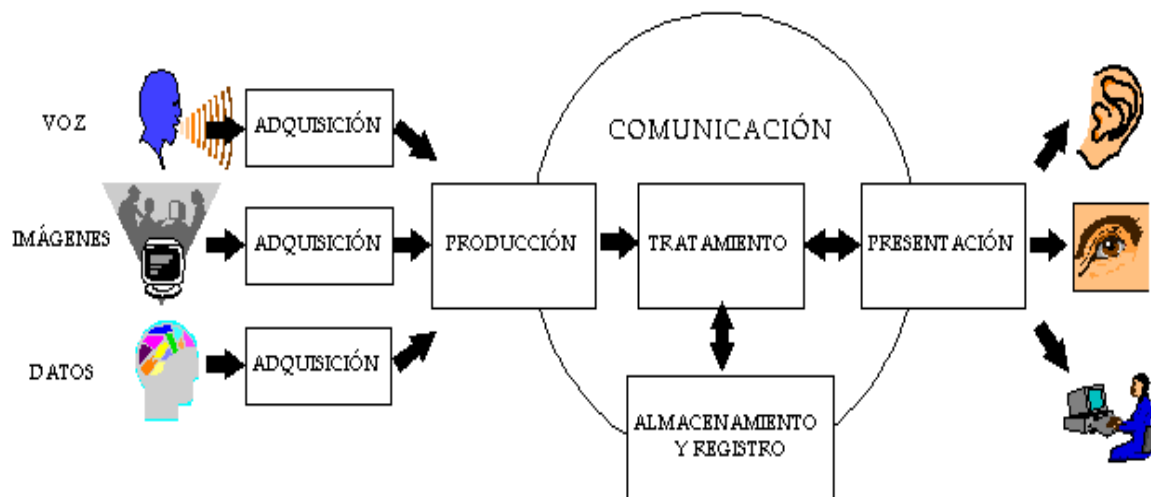 VOZ
ADQUISICIÓN
COMUNICACIÓN
IMÁGENES
ADQUISICIÓN
PRODUCCIÓN
TRATAMIENTO
PRESENTACIÓN
DATOS
ADQUISICIÓN
ALMACENAMIENTO
Y REGISTRO